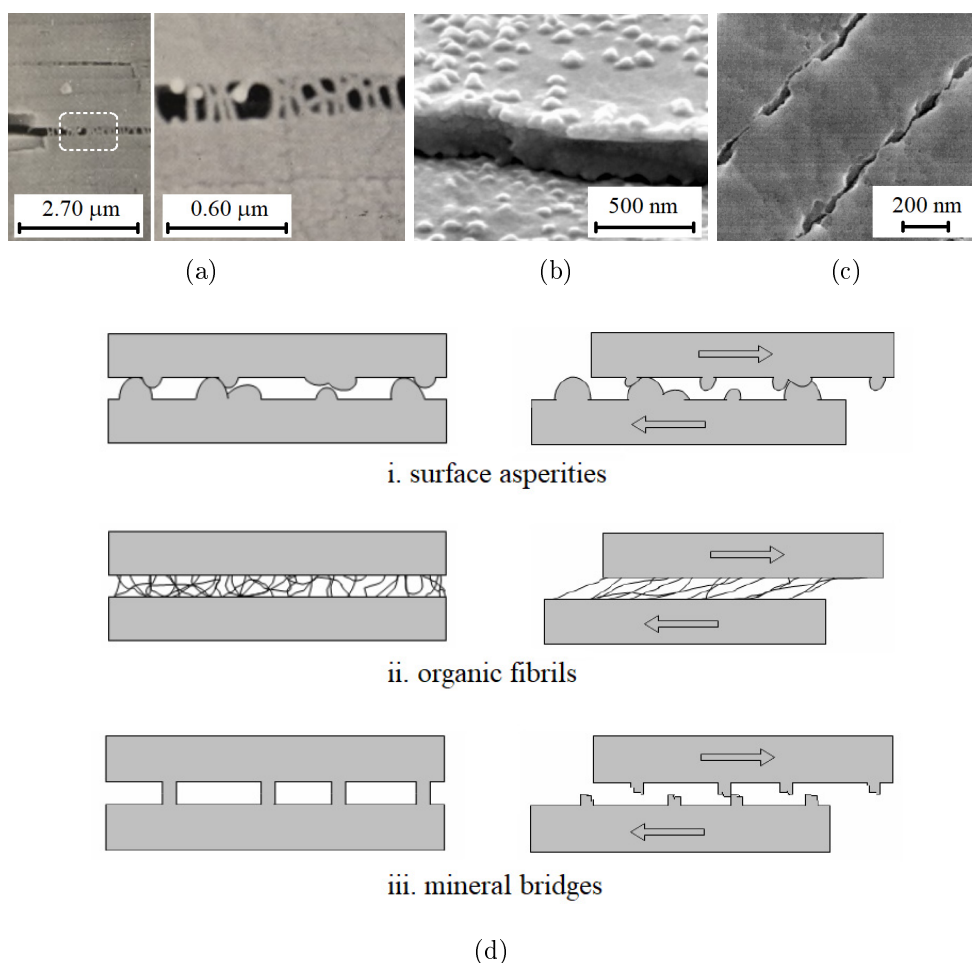 2.70 μm
0.60 μm
500 nm
200 nm
(a)
(b)
(c)
i. surface asperities
ii. organic fibrils
iii. mineral bridges
(d)